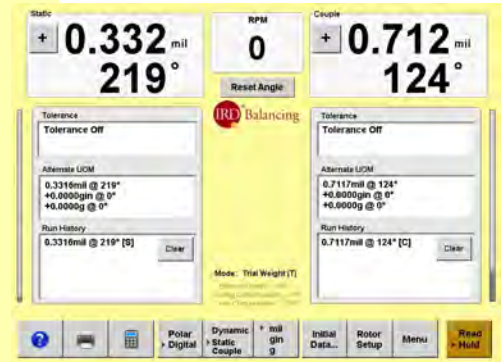 Static
+ 0.332 mil
219°
RPM
0
Reset Angle
Couple
+ 0.712 mil
124°
IRD Balancing
Tolerance
Tolerance Off
Alternate UOM
0.3316mil @ 219°
+0.0000gin @ 0°
+0.0000g @ 0°
Run History
0.3316mil @ 219° [S]
Clear
Tolerance
Tolerance Off
Alternate UOM
0.7117mil @ 124°
+0.0000gin @ 0°
+0.0000g @ 0°
Run History
0.7117mil @ 124° [C]
Clear
Mode: Trial Weight [T]
?
Polar
Digital
Dynamic
Static
Couple
mil
gin
g
Initial
Data...
Rotor
Setup
Menu
Read
Hold